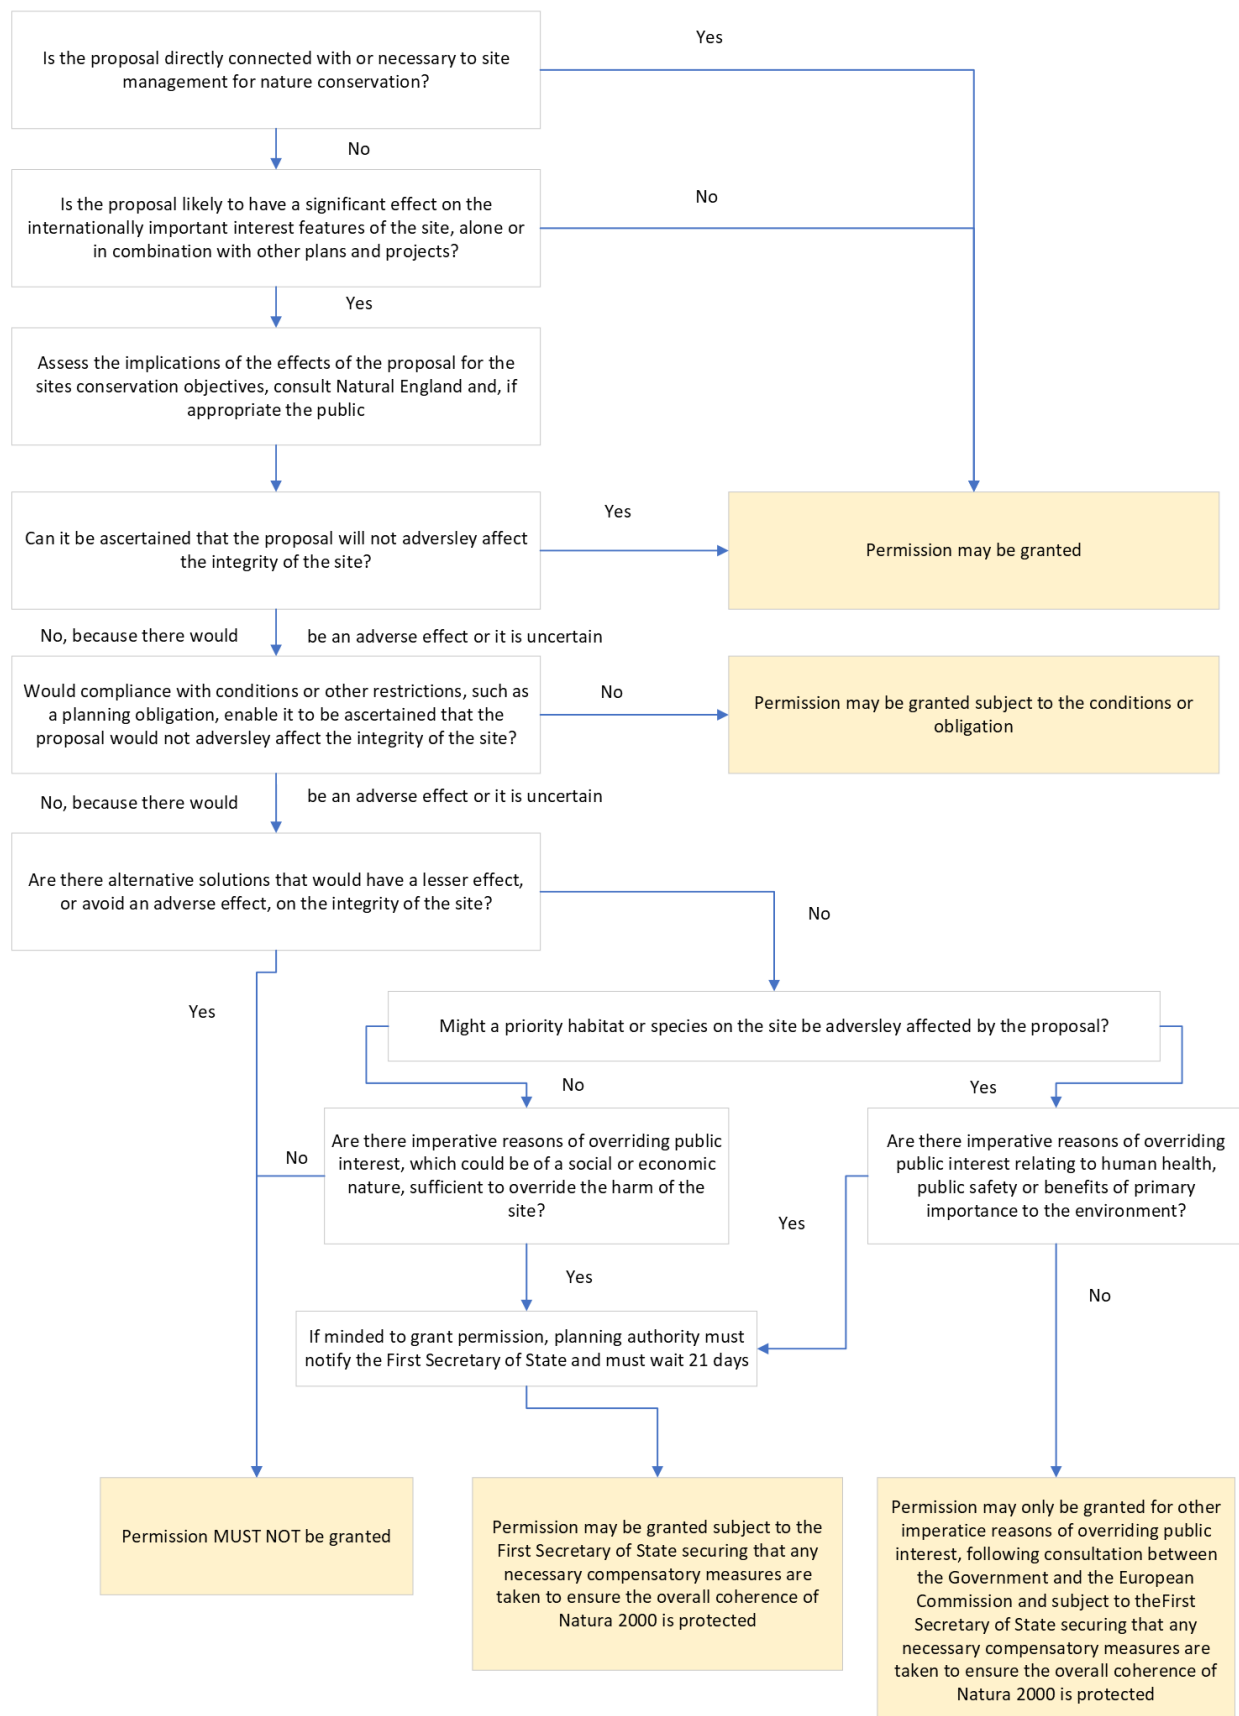 Is the proposal directly connected with or necessary to site
management for nature conservation?
Yes
No
Is the proposal likely to have a significant effect on the
internationally important interest features of the site, alone or
in combination with other plans and projects?
No
Yes
Assess the implications of the effects of the proposal for the
sites conservation objectives, consult Natural England and, if
appropriate the public
Can it be ascertained that the proposal will not adversley affect
the integrity of the site?
Yes
Permission may be granted
No, because there would
be an adverse effect or it is uncertain
Would compliance with conditions or other restrictions, such as
a planning obligation, enable it to be ascertained that the
proposal would not adversley affect the integrity of the site?
No
Permission may be granted subject to the conditions or
obligation
No, because there would
be an adverse effect or it is uncertain
Are there alternative solutions that would have a lesser effect,
or avoid an adverse effect, on the integrity of the site?
No
Yes
Might a priority habitat or species on the site be adversley affected by the proposal?
No
Yes
Are there imperative reasons of overriding public
interest, which could be of a social or economic
nature, sufficient to override the harm of the
site?
No
Are there imperative reasons of overriding
public interest relating to human health,
public safety or benefits of primary
importance to the environment?
Yes
Yes
No
If minded to grant permission, planning authority must
notify the First Secretary of State and must wait 21 days
Permission MUST NOT be granted
Permission may be granted subject to the
First Secretary of State securing that any
necessary compensatory measures are
taken to ensure the overall coherence of
Natura 2000 is protected
Permission may only be granted for other
imperatice reasons of overriding public
interest, following consultation between
the Government and the European
Commission and subject to theFirst
Secretary of State securing that any
necessary compensatory measures are
taken to ensure the overall coherence of
Natura 2000 is protected